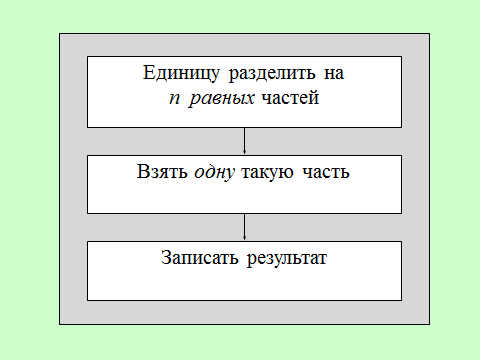 Единицу разделить на
n равных частей
Взять одну такую часть
Записать результат